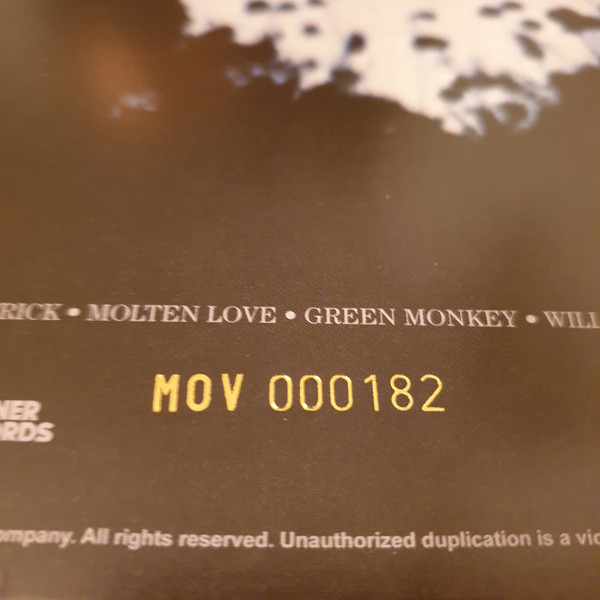 RICK • MOLTEN LOVE • GREEN MONKEY • WILL
MOV 000182
NER
ORDS
ompany. All rights reserved. Unauthorized duplication is a vio